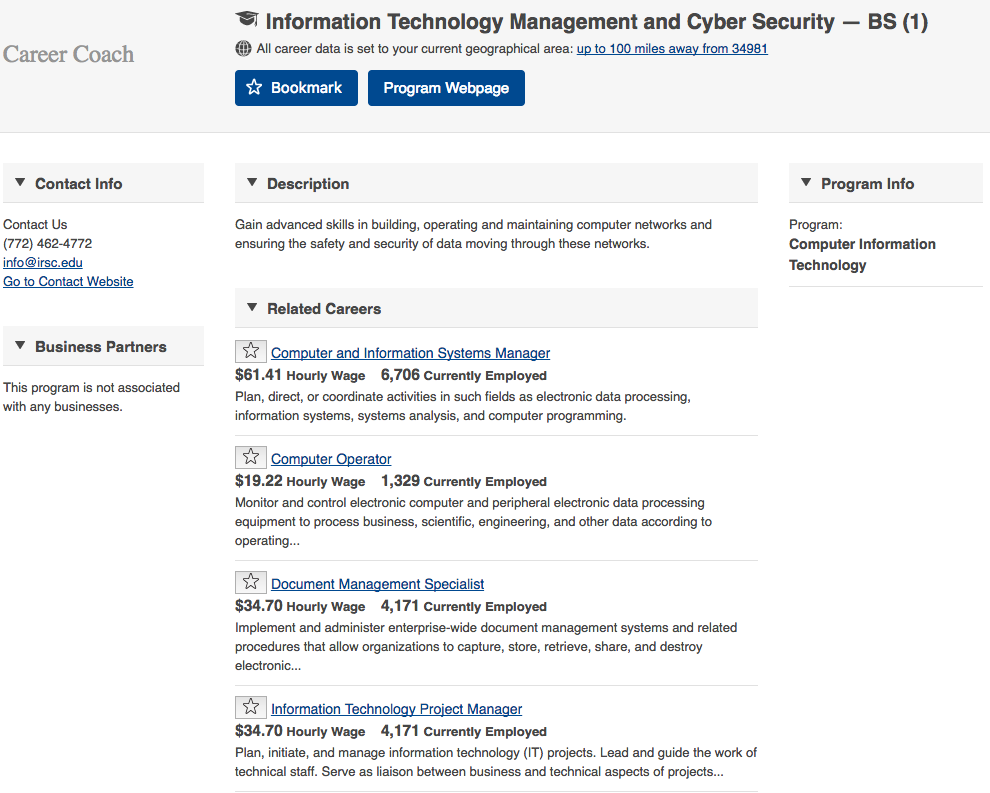 Career Coach
Information Technology Management and Cyber Security — BS (1)
All career data is set to your current geographical area: up to 100 miles away from 34981
Bookmark
Program Webpage
Contact Info
Contact Us
(772) 462-4772
info@irsc.edu
Go to Contact Website
Business Partners
This program is not associated
with any businesses.
Description
Gain advanced skills in building, operating and maintaining computer networks and
ensuring the safety and security of data moving through these networks.
Related Careers
Computer and Information Systems Manager
$61.41 Hourly Wage 6,706 Currently Employed
Plan, direct, or coordinate activities in such fields as electronic data processing,
information systems, systems analysis, and computer programming.
Computer Operator
$19.22 Hourly Wage 1,329 Currently Employed
Monitor and control electronic computer and peripheral electronic data processing
equipment to process business, scientific, engineering, and other data according to
operating...
Document Management Specialist
$34.70 Hourly Wage 4,171 Currently Employed
Implement and administer enterprise-wide document management systems and related
procedures that allow organizations to capture, store, retrieve, share, and destroy
electronic...
Information Technology Project Manager
$34.70 Hourly Wage 4,171 Currently Employed
Plan, initiate, and manage information technology (IT) projects. Lead and guide the work of
technical staff. Serve as liaison between business and technical aspects of projects...
Program Info
Program:
Computer Information
Technology